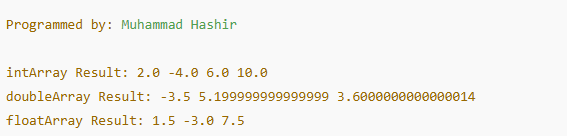 Programmed by: Muhammad Hashir
intArray Result: 2.0 -4.0 6.0 10.0
doubleArray Result: -3.5 5.199999999999999 3.6000000000000014
floatArray Result: 1.5 -3.0 7.5